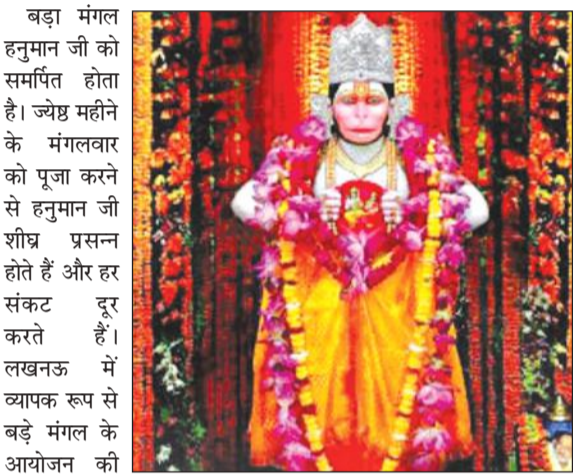 बड़ा मंगल
हनुमान जी को
समर्पित होता
है। ज्येष्ठ महीने
के मंगलवार
को पूजा करने
से हनुमान जी
शीघ्र प्रसन्न
होते हैं और हर
संकट दूर
करते हैं।
लखनऊ में
व्यापक रूप से
बड़े मंगल के
आयोजन की